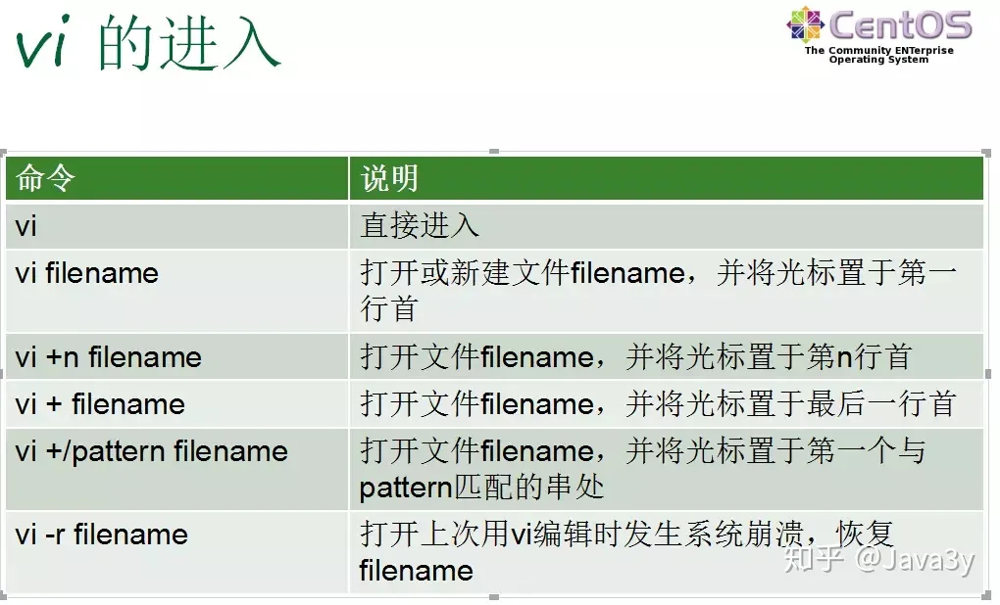 vi 的进入
CentOS
The Community ENTerprise
Operating System
命令 说明
vi 直接进入
vi filename 打开或新建文件filename，并将光标置于第一
行首
vi +n filename 打开文件filename，并将光标置于第n行首
vi + filename 打开文件filename，并将光标置于最后一行首
vi +/pattern filename 打开文件filename，并将光标置于第一个与
pattern匹配的串处
vi -r filename 打开上次用vi编辑时发生系统崩溃，恢复
filename
知乎 @Java3y